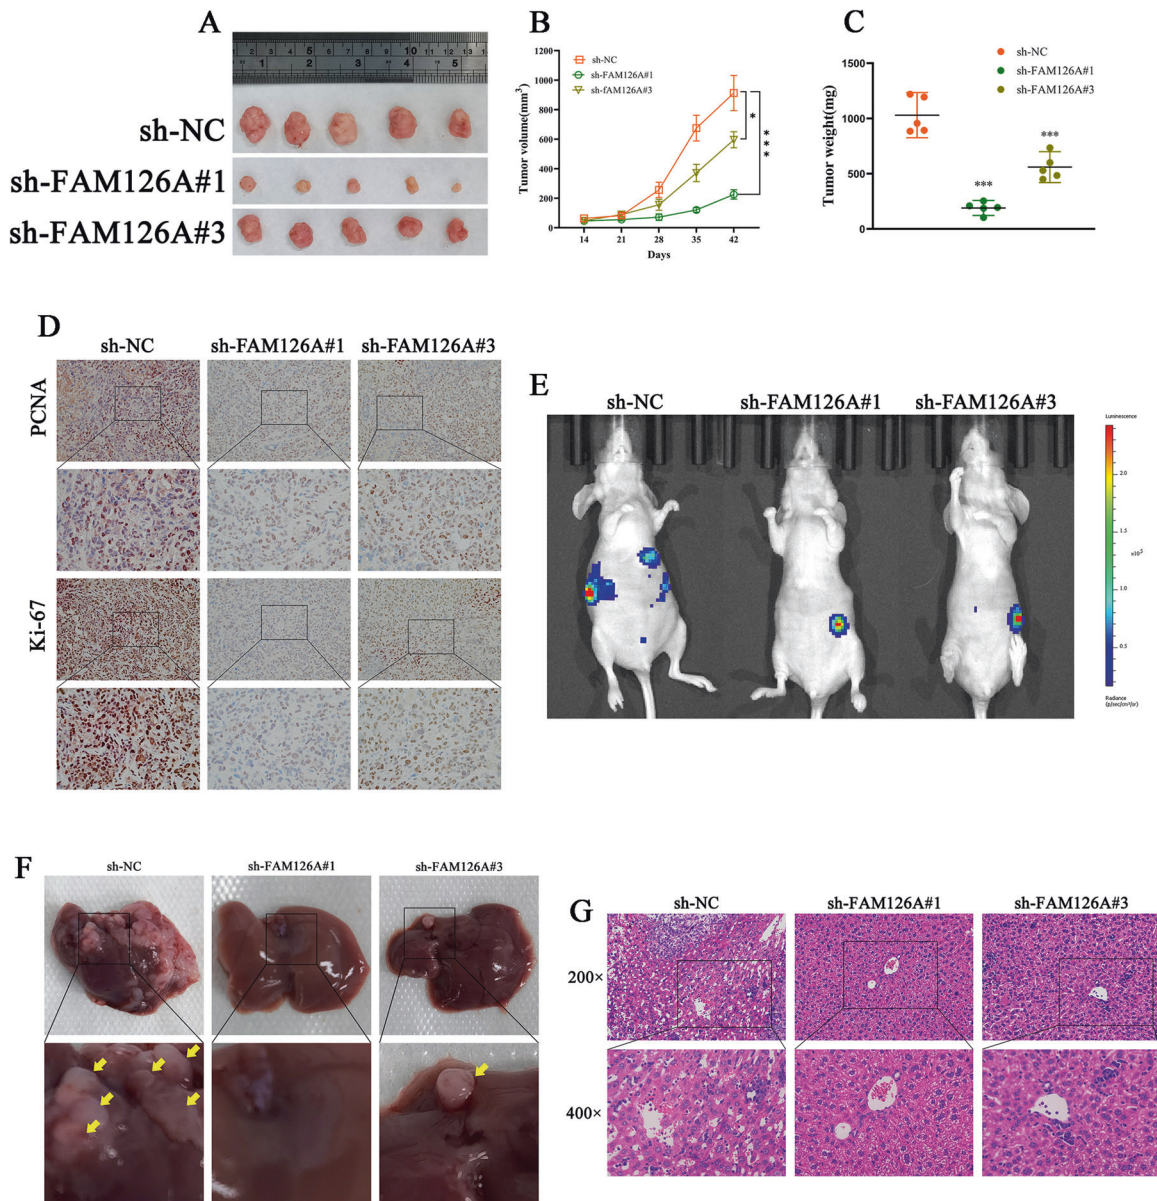 A
sh-NC
sh-FAM126A#1
sh-FAM126A#3
B
sh-NC
sh-FAM126A#1
sh-fAM126A#3
Tumor volume(mm³)
1200
1000
800
600
400
200
0
14 21 28 35 42
Days
*
***
C
sh-NC
sh-FAM126A#1
sh-FAM126A#3
Tumor weight(mg)
1500
1000
500
0
***
***
D
sh-NC sh-FAM126A#1 sh-FAM126A#3
PCNA
Ki-67
E
sh-NC sh-FAM126A#1 sh-FAM126A#3
Luminescence
2.0
1.5
x10⁵
1.0
0.5
Radiance
(p/sec/cm²/sr)
F
sh-NC sh-FAM126A#1 sh-FAM126A#3
G
sh-NC sh-FAM126A#1 sh-FAM126A#3
200×
400×